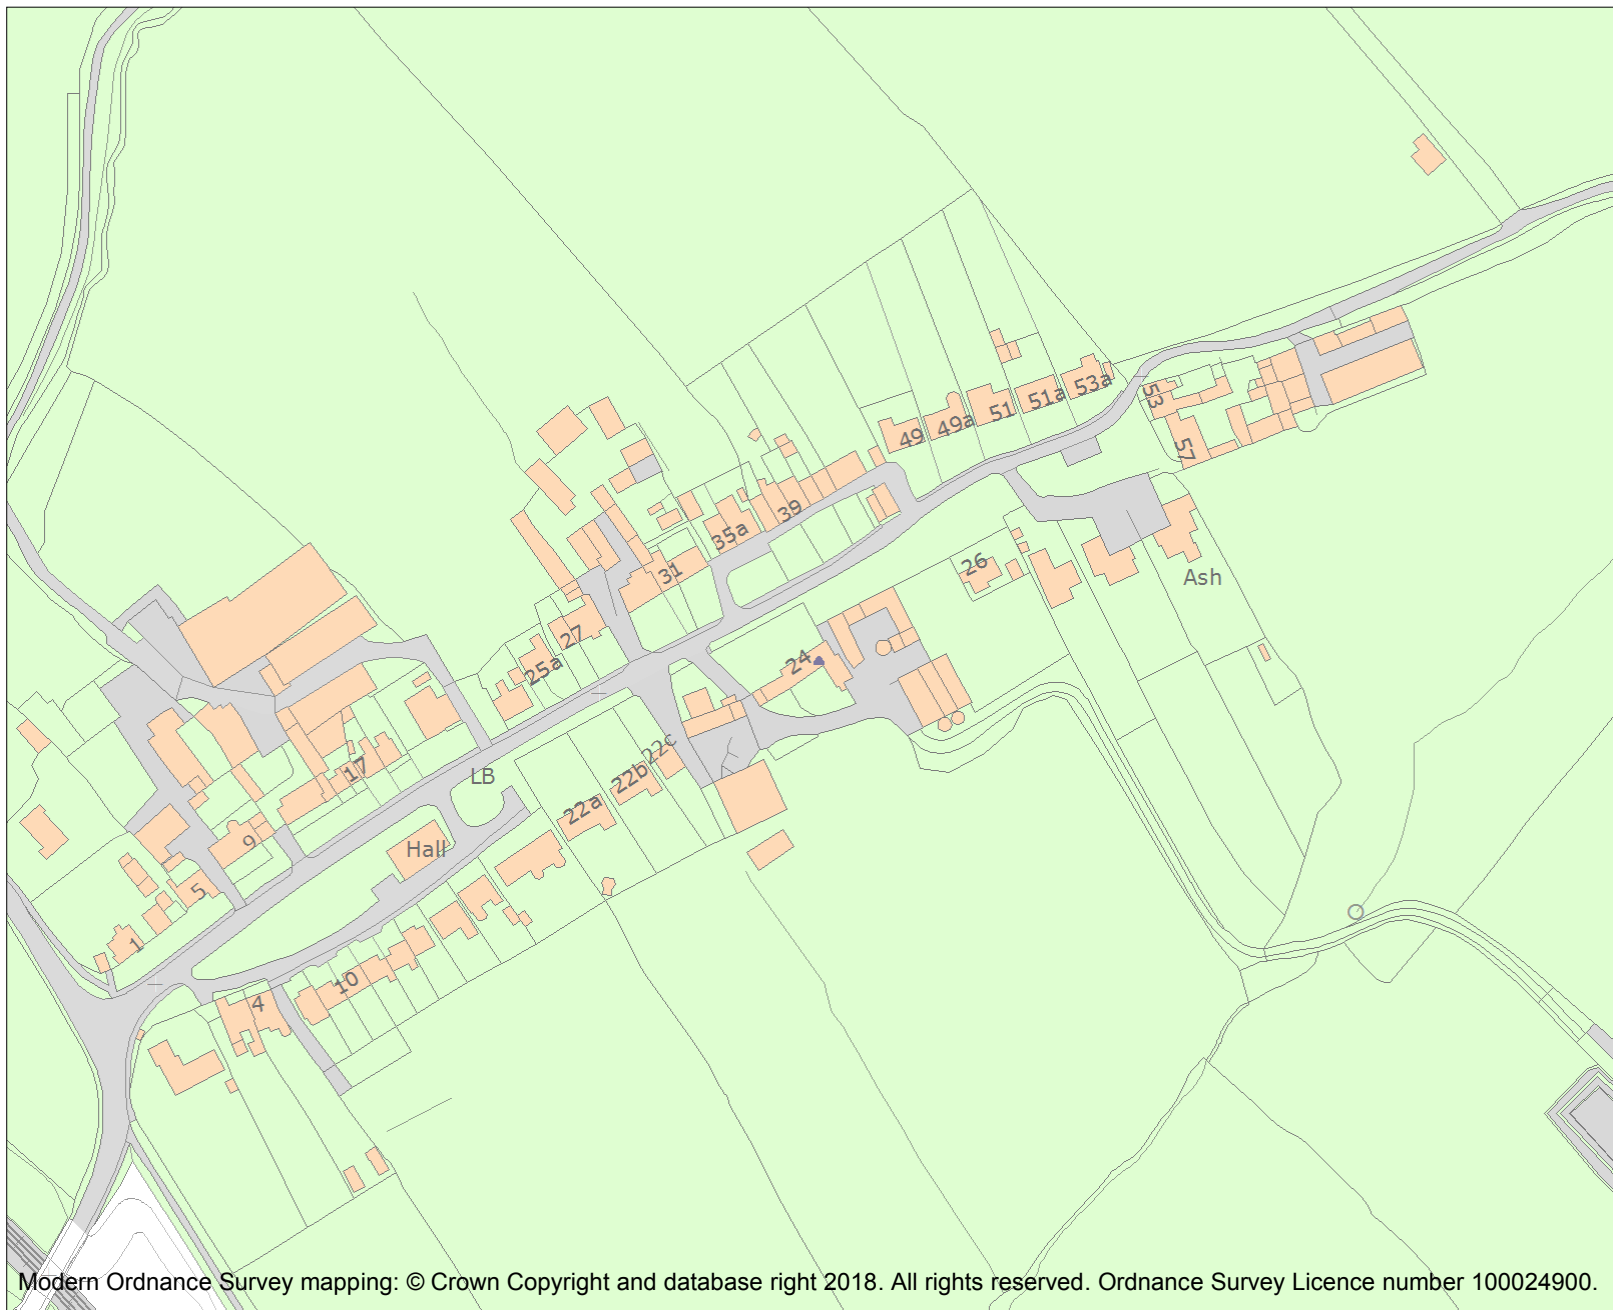 53a
51a
51
49a
49
53
57
39
35a
31
26
Ash
27
25a
24
22c
22b
22a
LB
17
Hall
9
5
1
10
4
Modern Ordnance Survey mapping: © Crown Copyright and database right 2018. All rights reserved. Ordnance Survey Licence number 100024900.